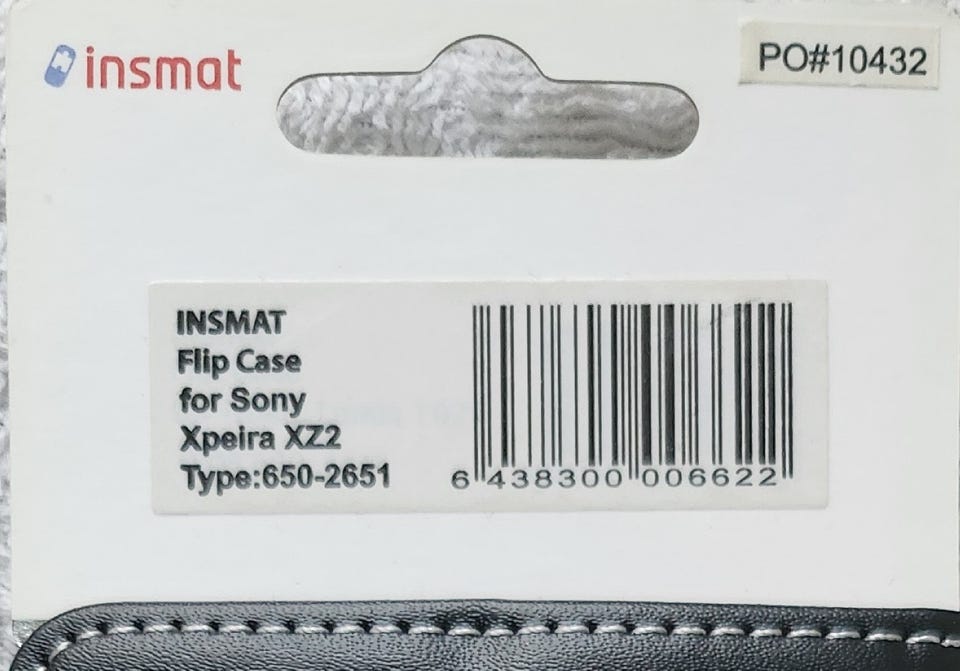 insmat
PO#10432
INSMAT
Flip Case
for Sony
Xpeira XZ2
Type:650-2651
6 438300 006622